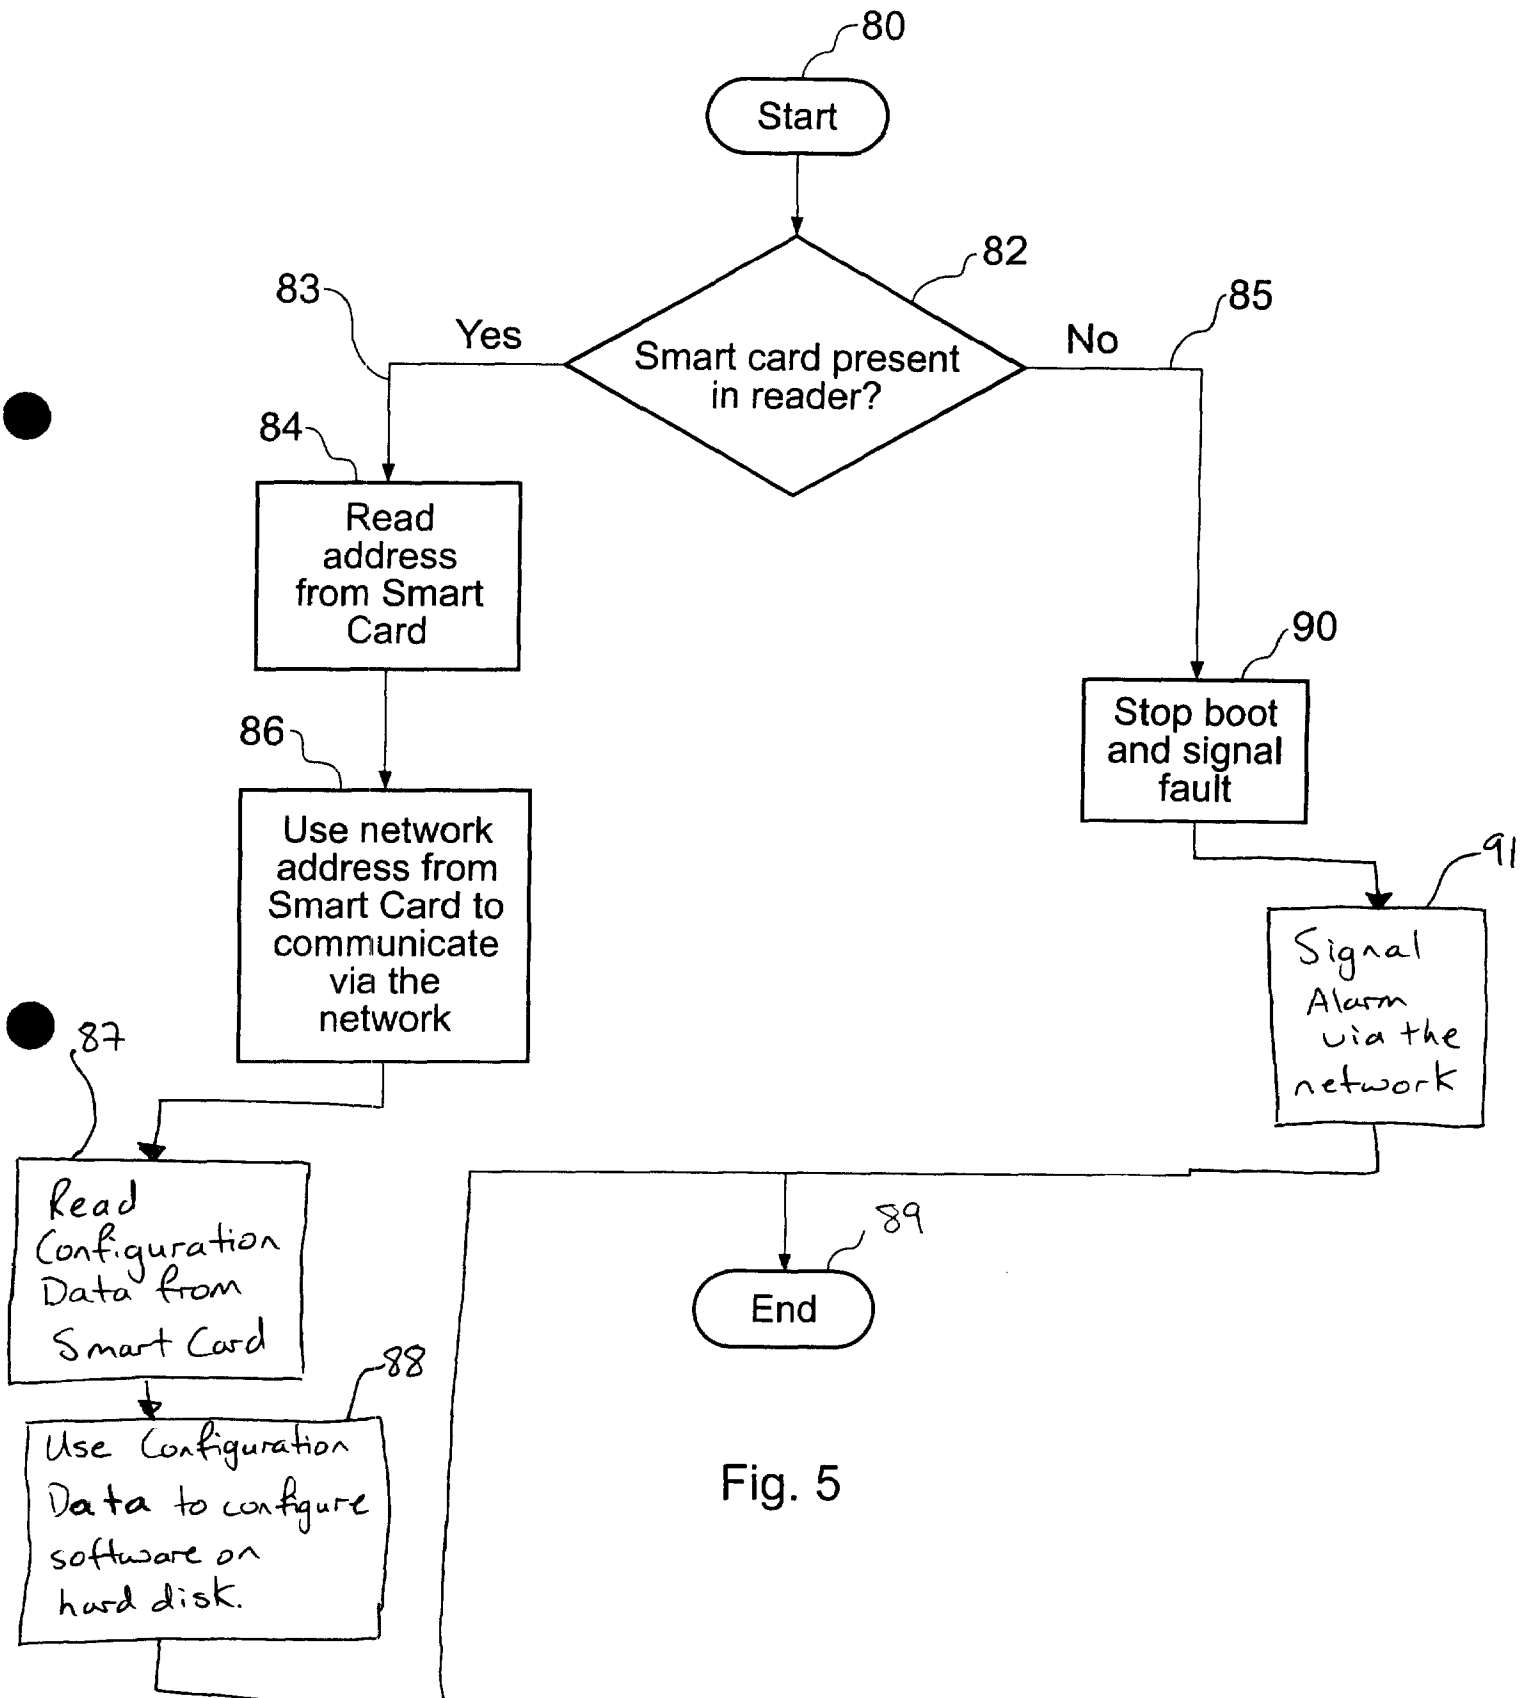 80
Start
82
83
85
Yes
No
Smart card present
in reader?
84
Read
address
from Smart
Card
90
Stop boot
and signal
fault
86
Use network
address from
Smart Card to
communicate
via the
network
91
Signal
Alarm
via the
network
87
Read
Configuration
Data from
Smart Card
89
End
88
Use Configuration
Data to configure
software on
hard disk.
Fig. 5